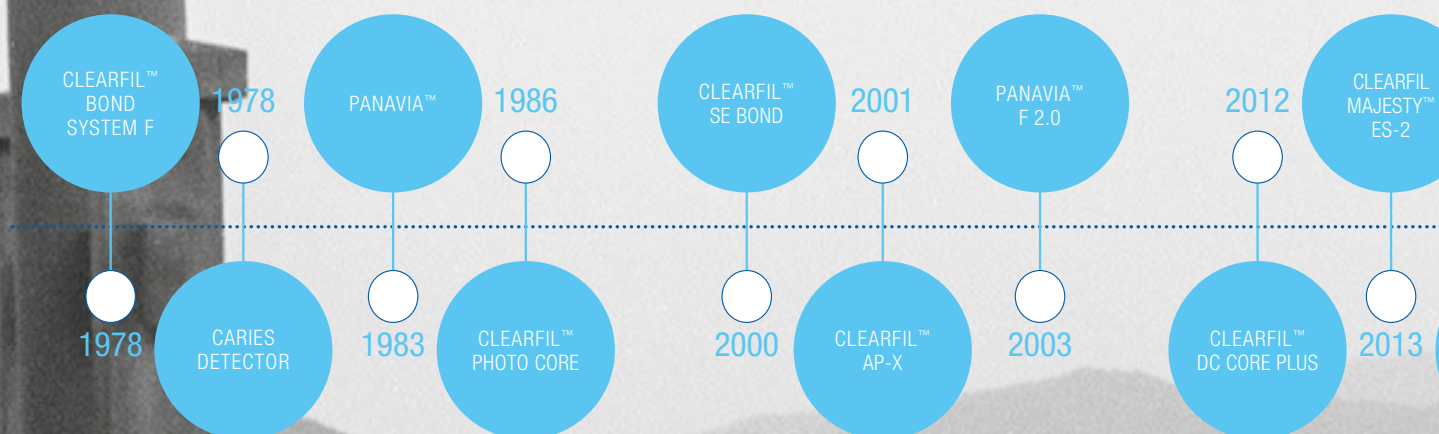 CLEARFIL™
BOND
SYSTEM F
1978
1978
CARIES
DETECTOR
PANAVIA™
1983
1986
CLEARFIL™
PHOTO CORE
CLEARFIL™
SE BOND
2000
2001
CLEARFIL™
AP-X
PANAVIA™
F 2.0
2003
2012
CLEARFIL™
DC CORE PLUS
CLEARFIL
MAJESTY™
ES-2
2013